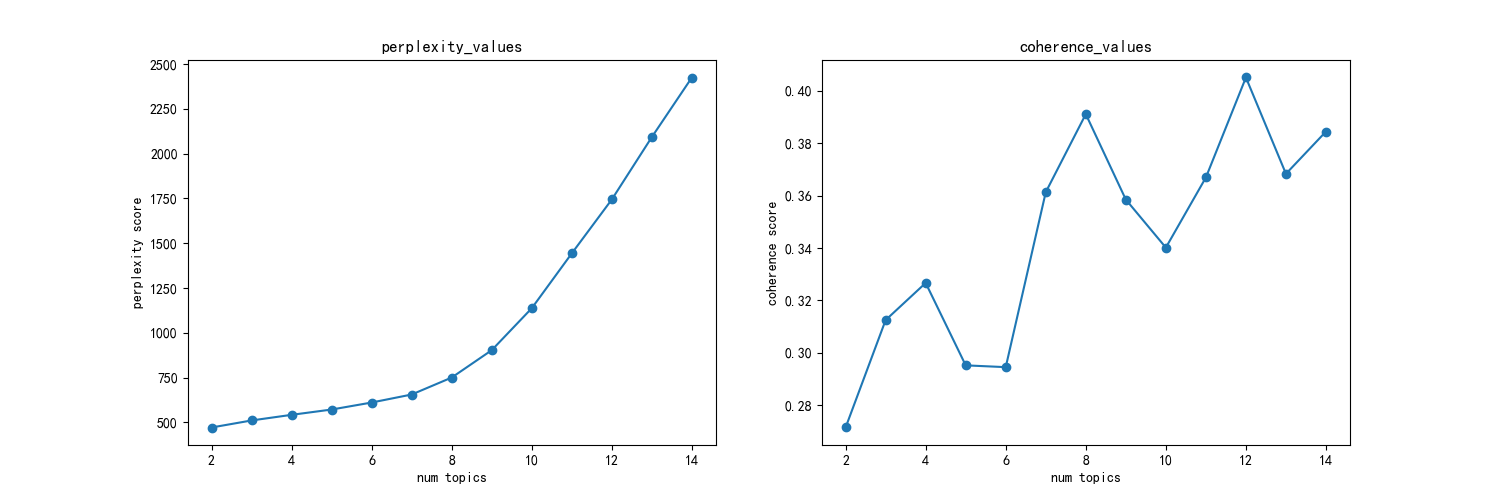 perplexity_values
2500
2250
2000
1750
1500
1250
1000
750
500
perplexity score
2 4 6 8 10 12 14
num topics
coherence_values
0.40
0.38
0.36
0.34
0.32
0.30
0.28
coherence score
2 4 6 8 10 12 14
num topics